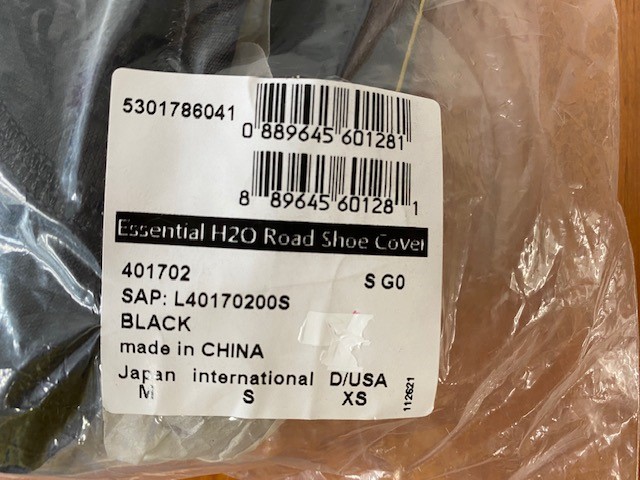 5301786041
0 889645 601281
8 89645 60128 1
Essential H2O Road Shoe Cover
401702 S G0
SAP: L40170200S
BLACK
made in CHINA
Japan international D/USA
M S XS
112621